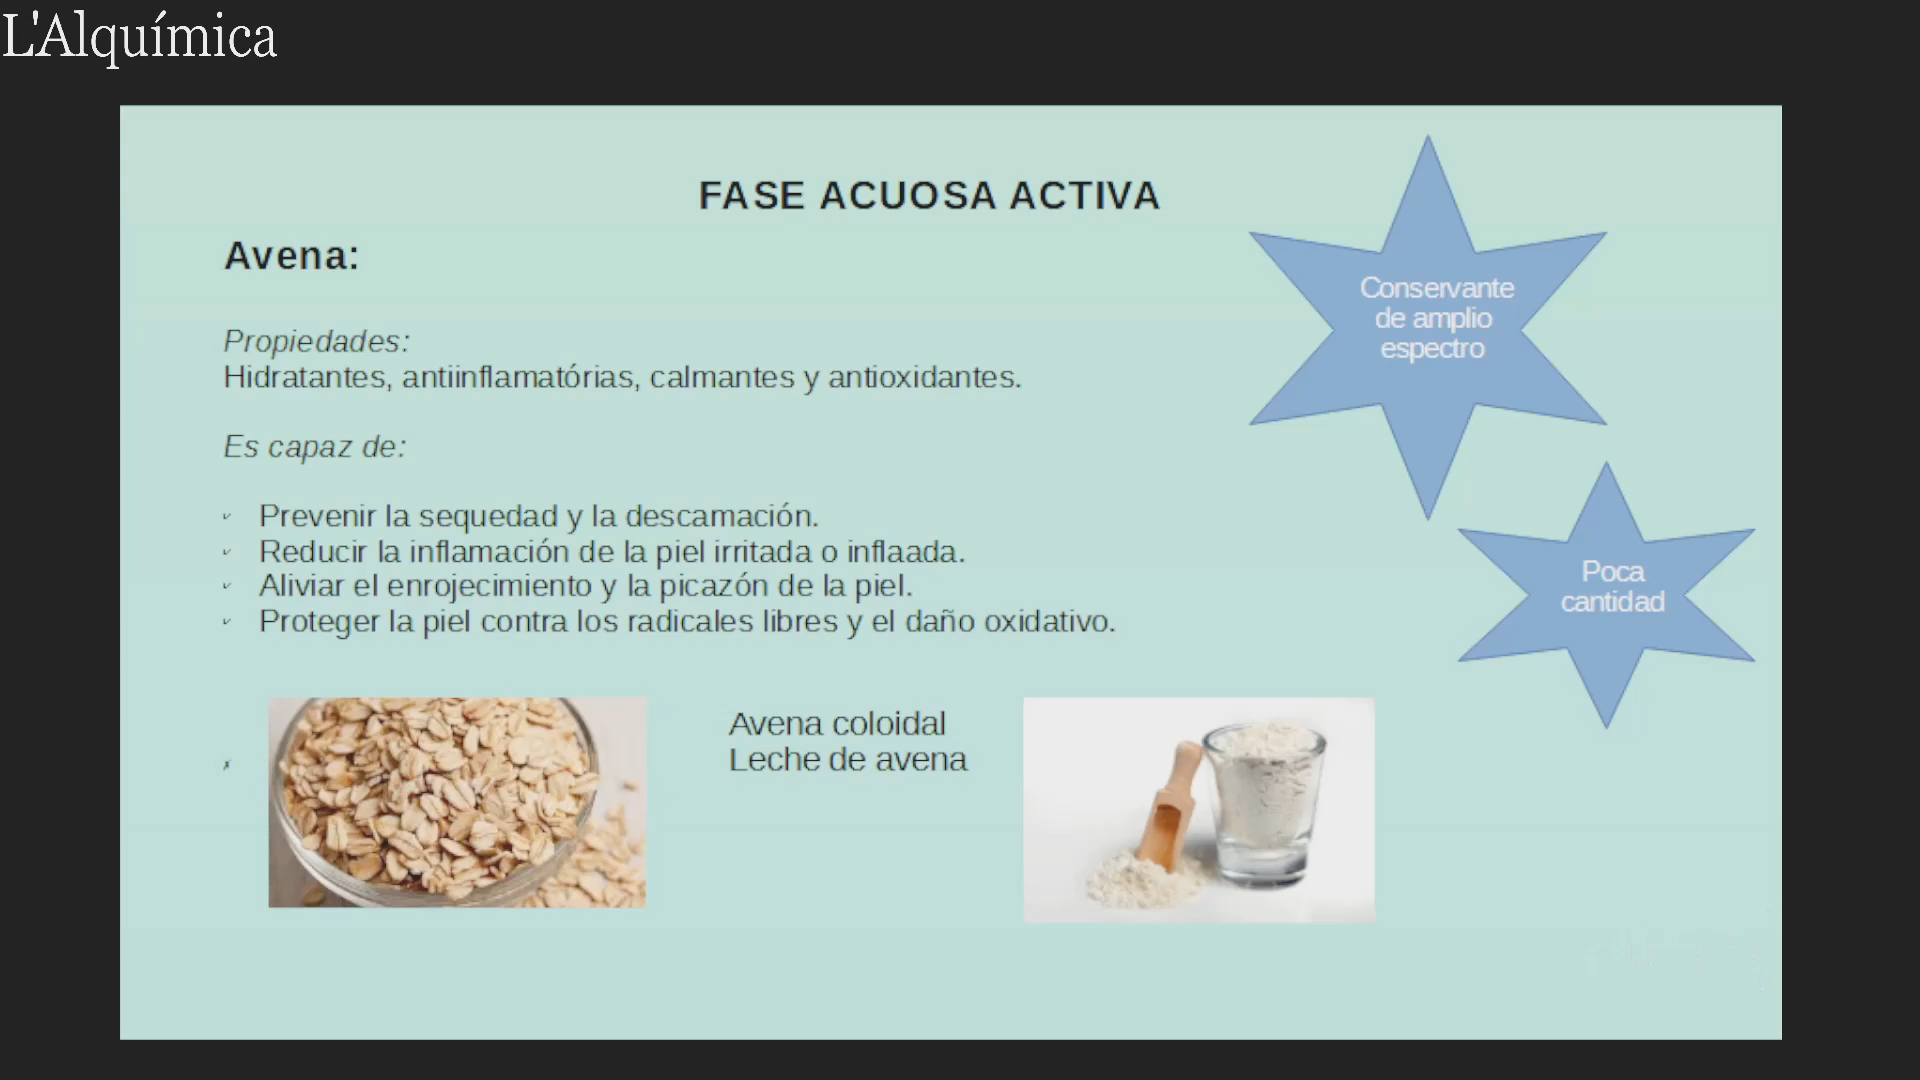 L'Alquímica
FASE ACUOSA ACTIVA
Avena:
Propiedades:
Hidratantes, antiinflamatórias, calmantes y antioxidantes.
Es capaz de:
Prevenir la sequedad y la descamación.
Reducir la inflamación de la piel irritada o inflaada.
Aliviar el enrojecimiento y la picazón de la piel.
Proteger la piel contra los radicales libres y el daño oxidativo.
Avena coloidal
Leche de avena
Conservante
de amplio
espectro
Poca
cantidad